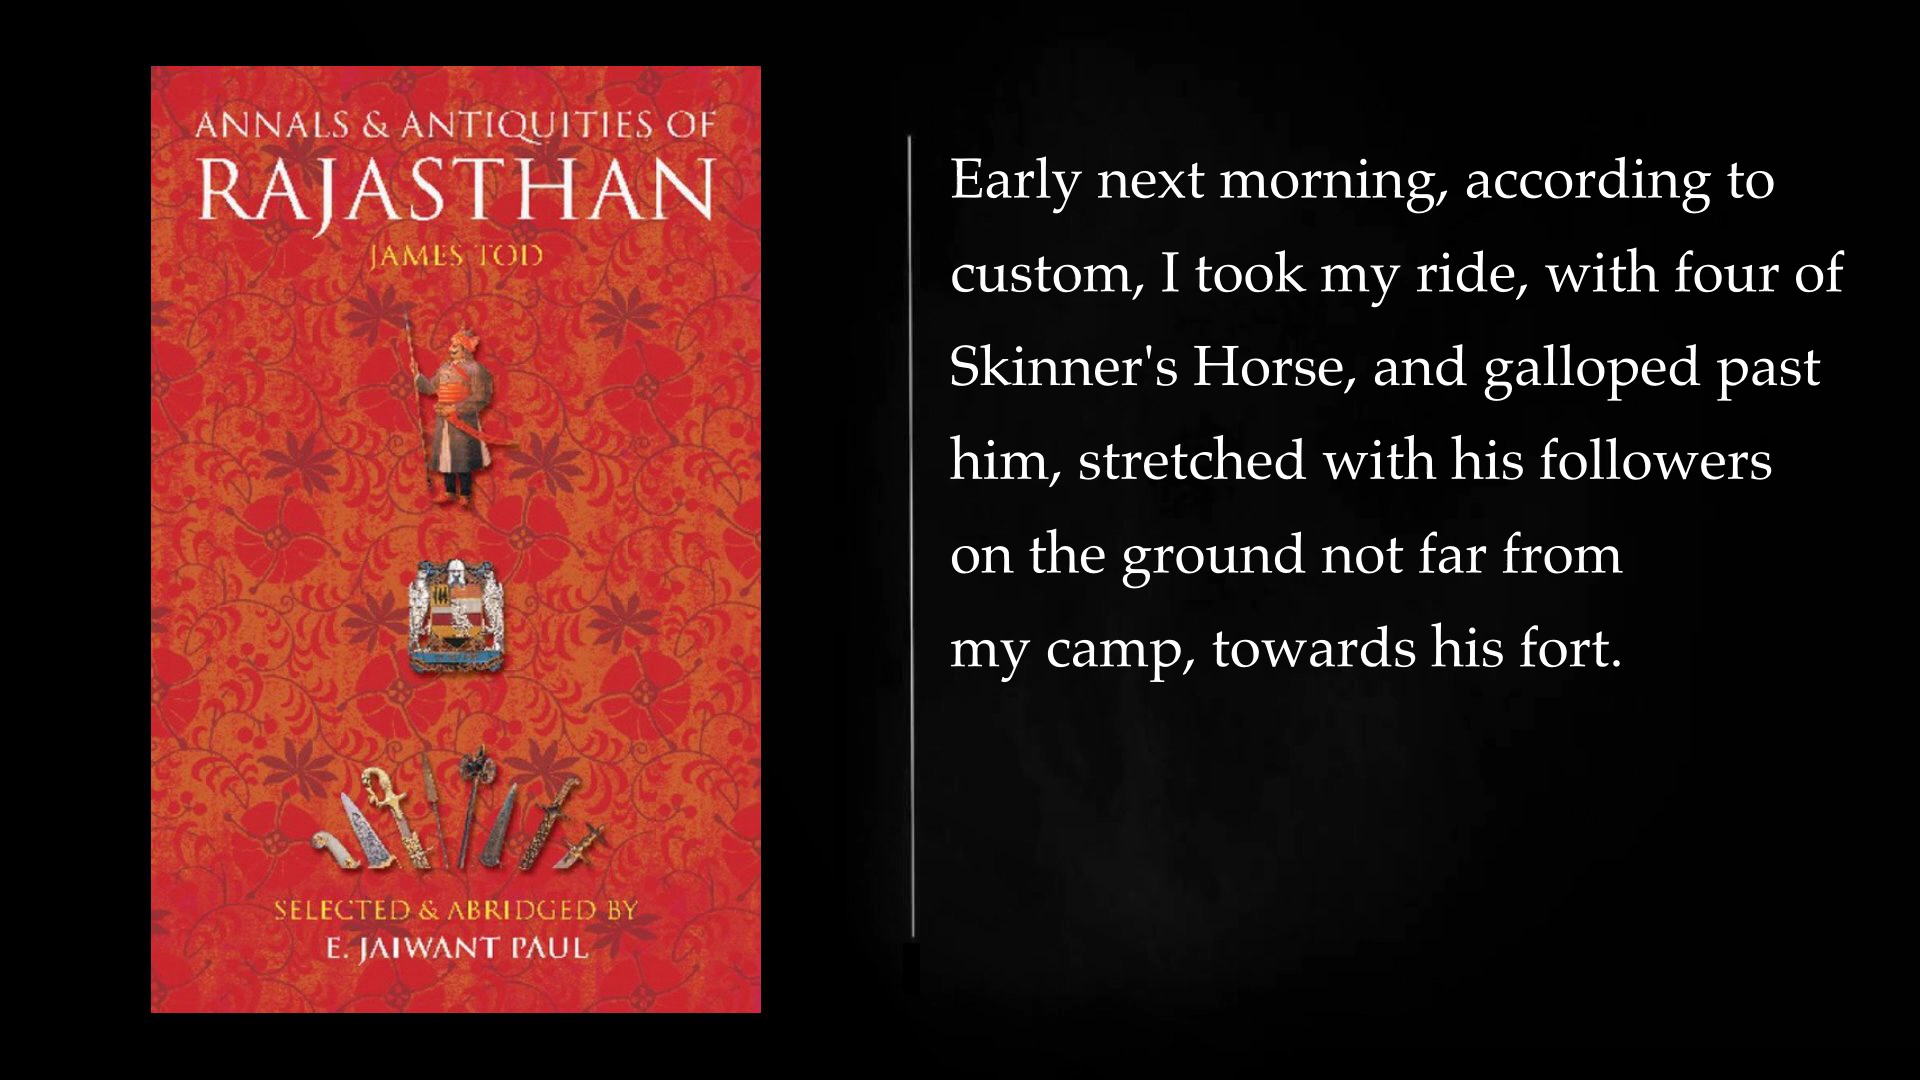 ANNALS & ANTIQUITIES OF
RAJASTHAN
JAMES TOD
SELECTED & ABRIDGED BY
E. JAIWANT PAUL
Early next morning, according to
custom, I took my ride, with four of
Skinner's Horse, and galloped past
him, stretched with his followers
on the ground not far from
my camp, towards his fort.